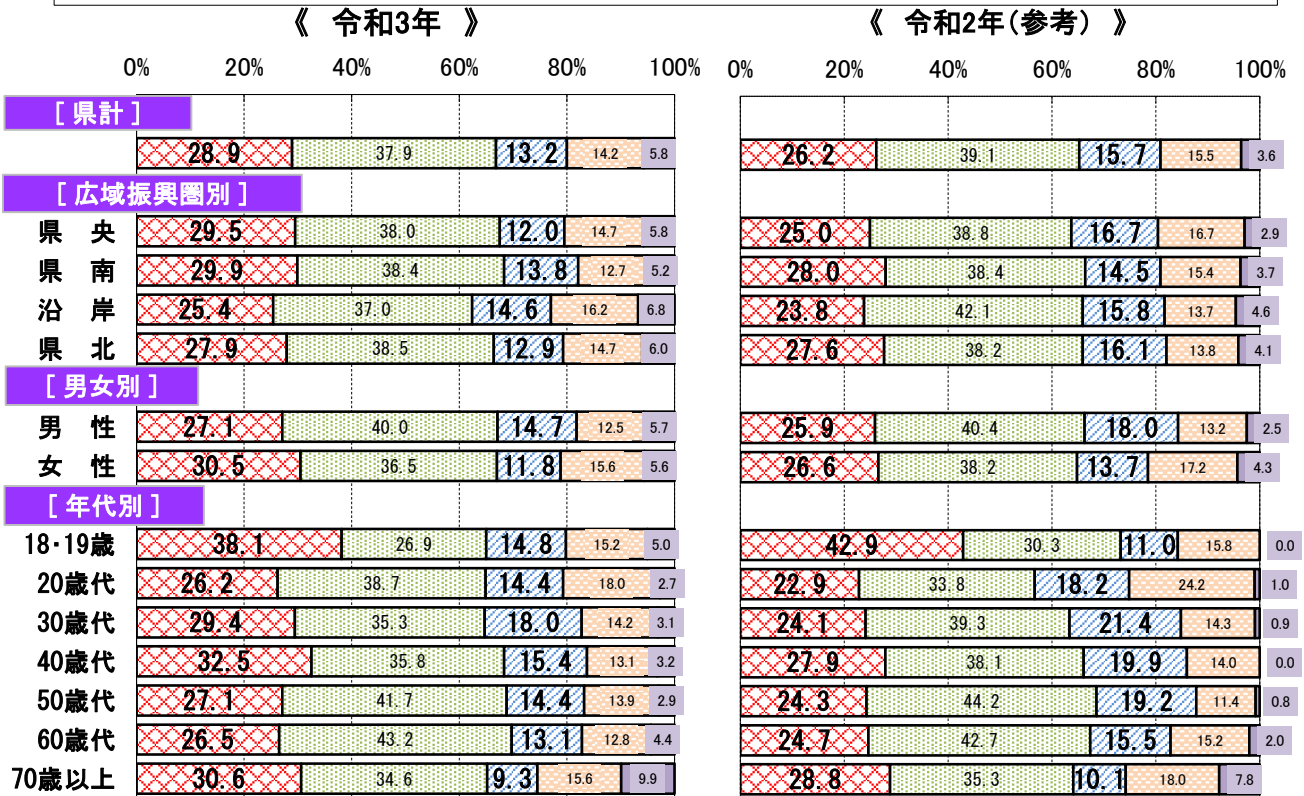 《 令和3年 》 《 令和2年(参考) 》
0% 20% 40% 60% 80% 100% 0% 20% 40% 60% 80% 100%
[ 県計 ]
28.9 37.9 13.2 14.2 5.8 26.2 39.1 15.7 15.5 3.6
[ 広域振興圏別 ]
県 央 29.5 38.0 12.0 14.7 5.8 25.0 38.8 16.7 16.7 2.9
県 南 29.9 38.4 13.8 12.7 5.2 28.0 38.4 14.5 15.4 3.7
沿 岸 25.4 37.0 14.6 16.2 6.8 23.8 42.1 15.8 13.7 4.6
県 北 27.9 38.5 12.9 14.7 6.0 27.6 38.2 16.1 13.8 4.1
[ 男女別 ]
男 性 27.1 40.0 14.7 12.5 5.7 25.9 40.4 18.0 13.2 2.5
女 性 30.5 36.5 11.8 15.6 5.6 26.6 38.2 13.7 17.2 4.3
[ 年代別 ]
18・19歳 38.1 26.9 14.8 15.2 5.0 42.9 30.3 11.0 15.8 0.0
20歳代 26.2 38.7 14.4 18.0 2.7 22.9 33.8 18.2 24.2 1.0
30歳代 29.4 35.3 18.0 14.2 3.1 24.1 39.3 21.4 14.3 0.9
40歳代 32.5 35.8 15.4 13.1 3.2 27.9 38.1 19.9 14.0 0.0
50歳代 27.1 41.7 14.4 13.9 2.9 24.3 44.2 19.2 11.4 0.8
60歳代 26.5 43.2 13.1 12.8 4.4 24.7 42.7 15.5 15.2 2.0
70歳以上 30.6 34.6 9.3 15.6 9.9 28.8 35.3 10.1 18.0 7.8